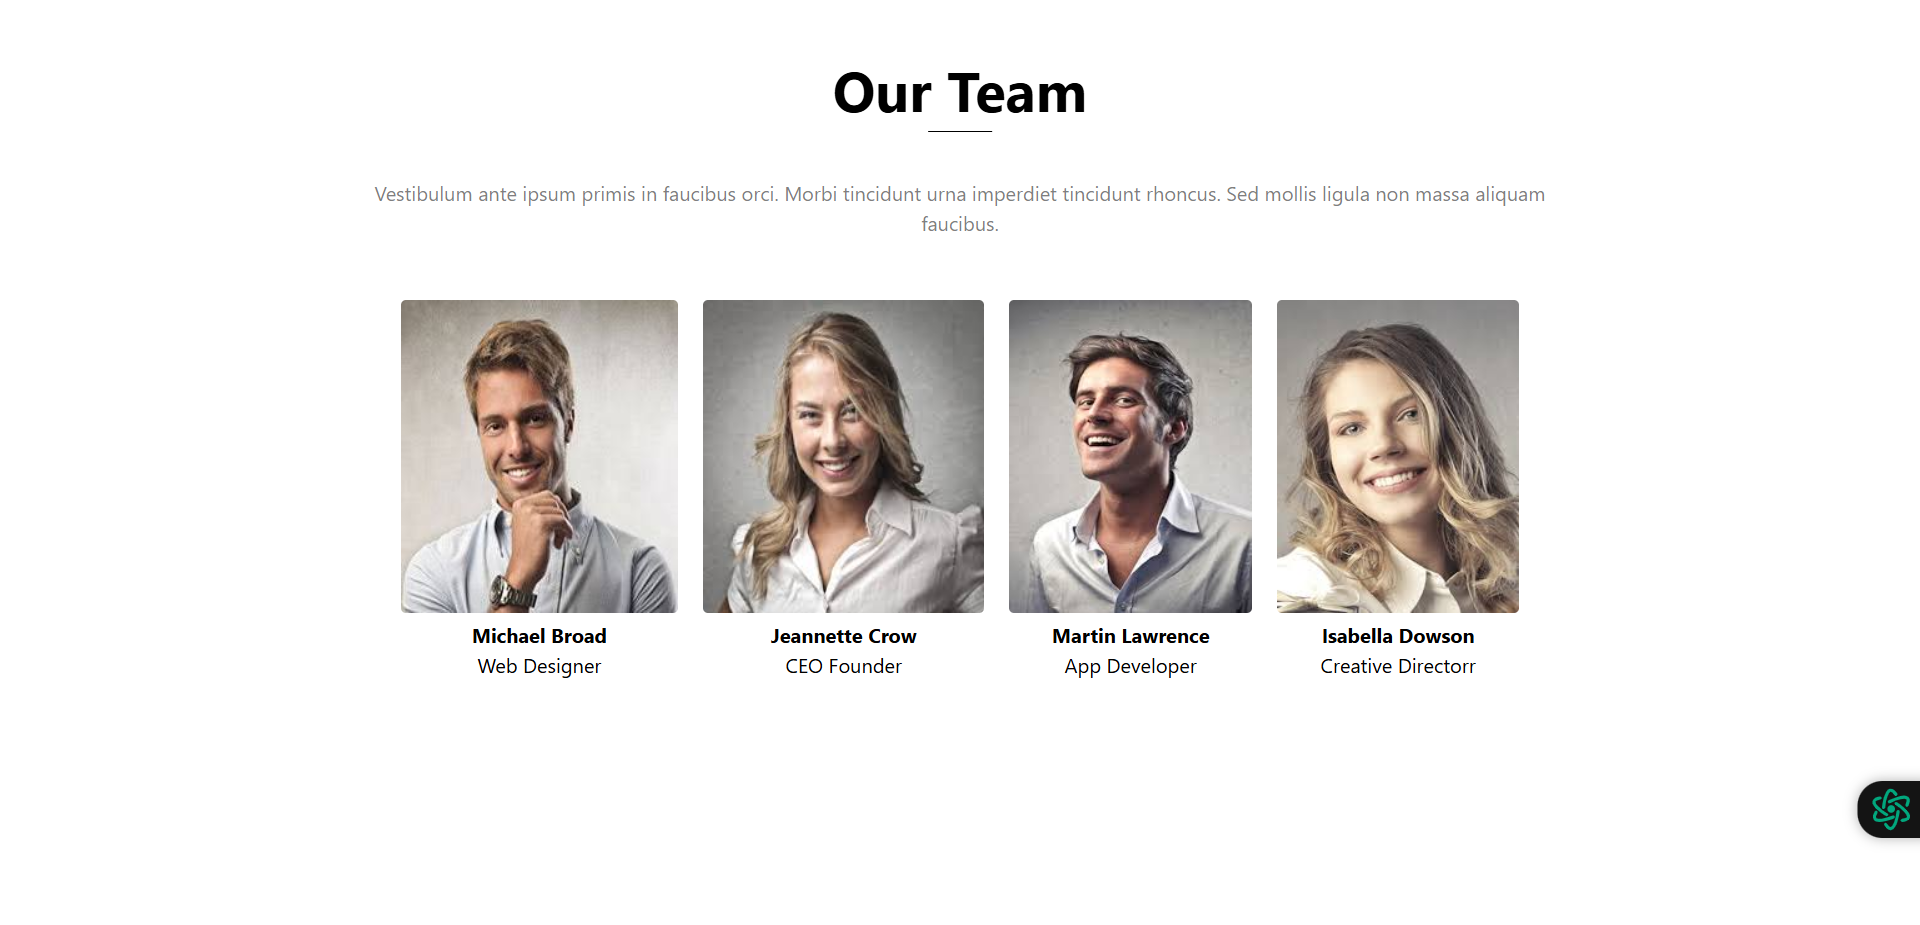 Our Team
Vestibulum ante ipsum primis in faucibus orci. Morbi tincidunt urna imperdiet tincidunt rhoncus. Sed mollis ligula non massa aliquam
faucibus.
Michael Broad
Web Designer
Jeannette Crow
CEO Founder
Martin Lawrence
App Developer
Isabella Dowson
Creative Directorr